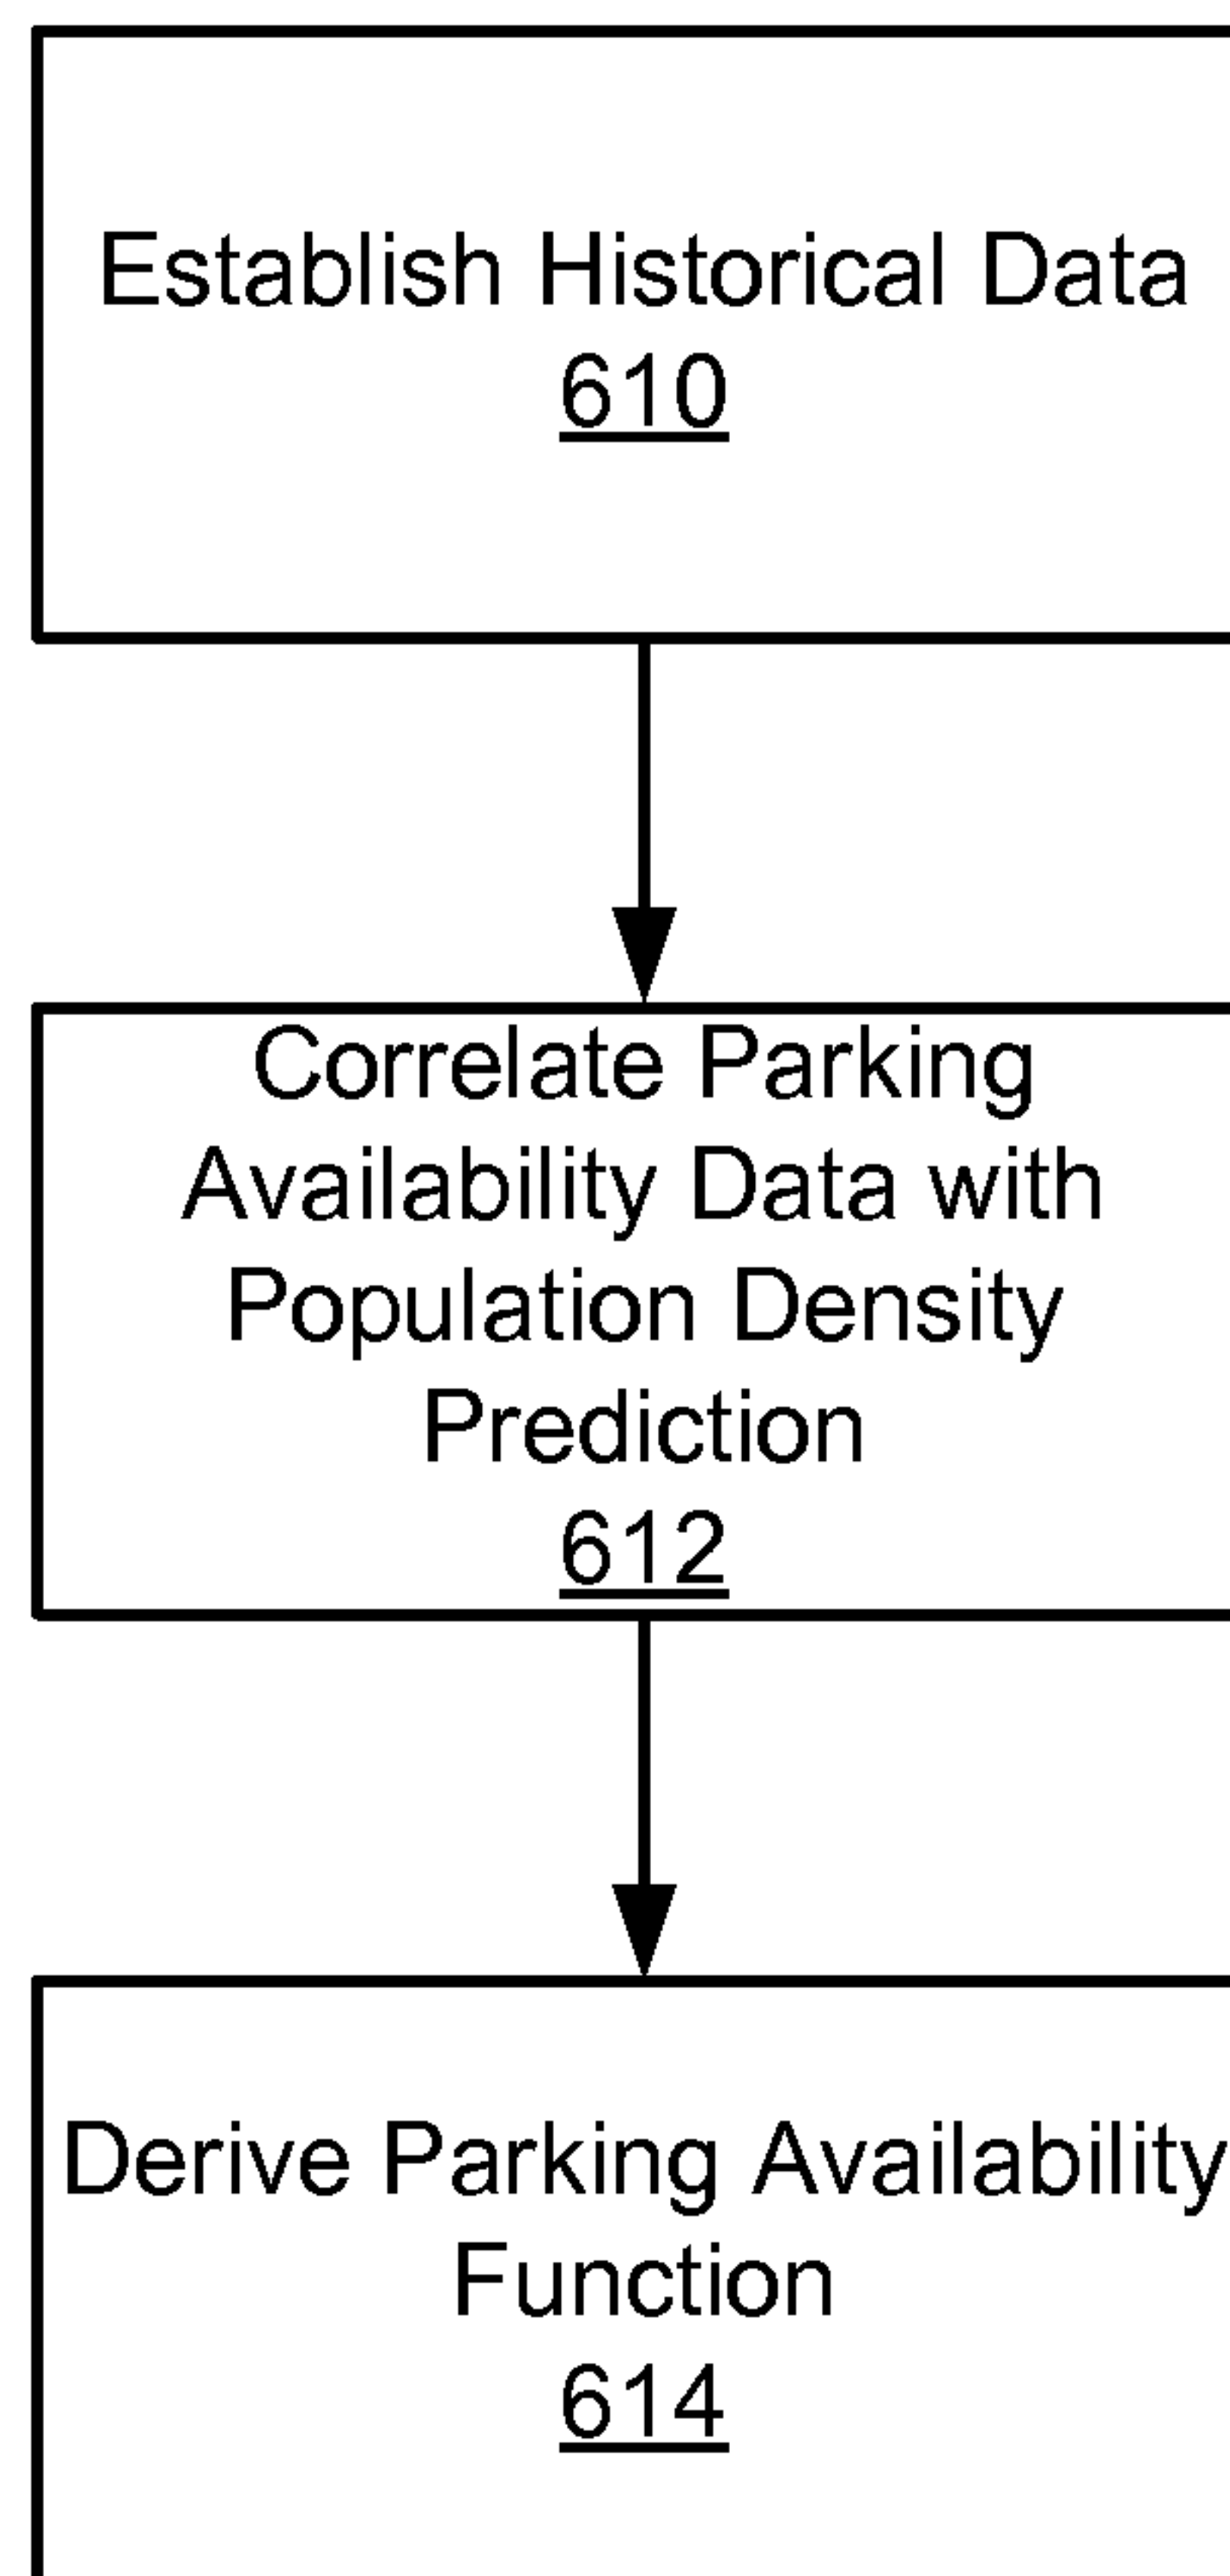 Establish Historical Data
610
Correlate Parking
Availability Data with
Population Density
Prediction
612
Derive Parking Availability
Function
614